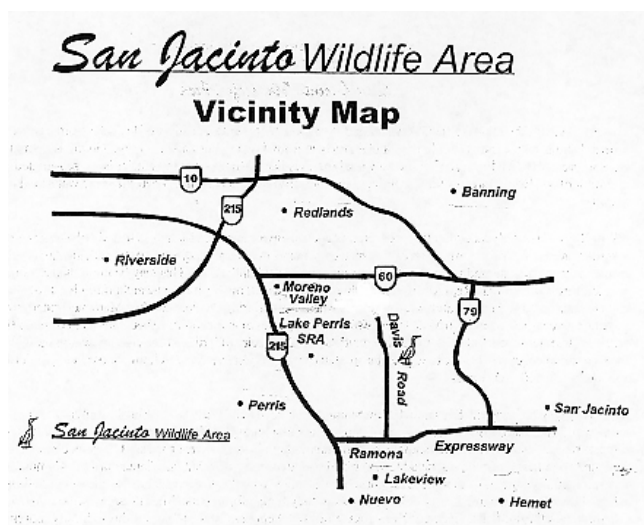 San Jacinto Wildlife Area
Vicinity Map
10
Banning
215
Redlands
Riverside
60
Moreno
Valley
79
Lake Perris
SRA
Davis Road
215
Perris
San Jacinto
San Jacinto Wildlife Area
Ramona Expressway
Lakeview
Nuevo
Hemet